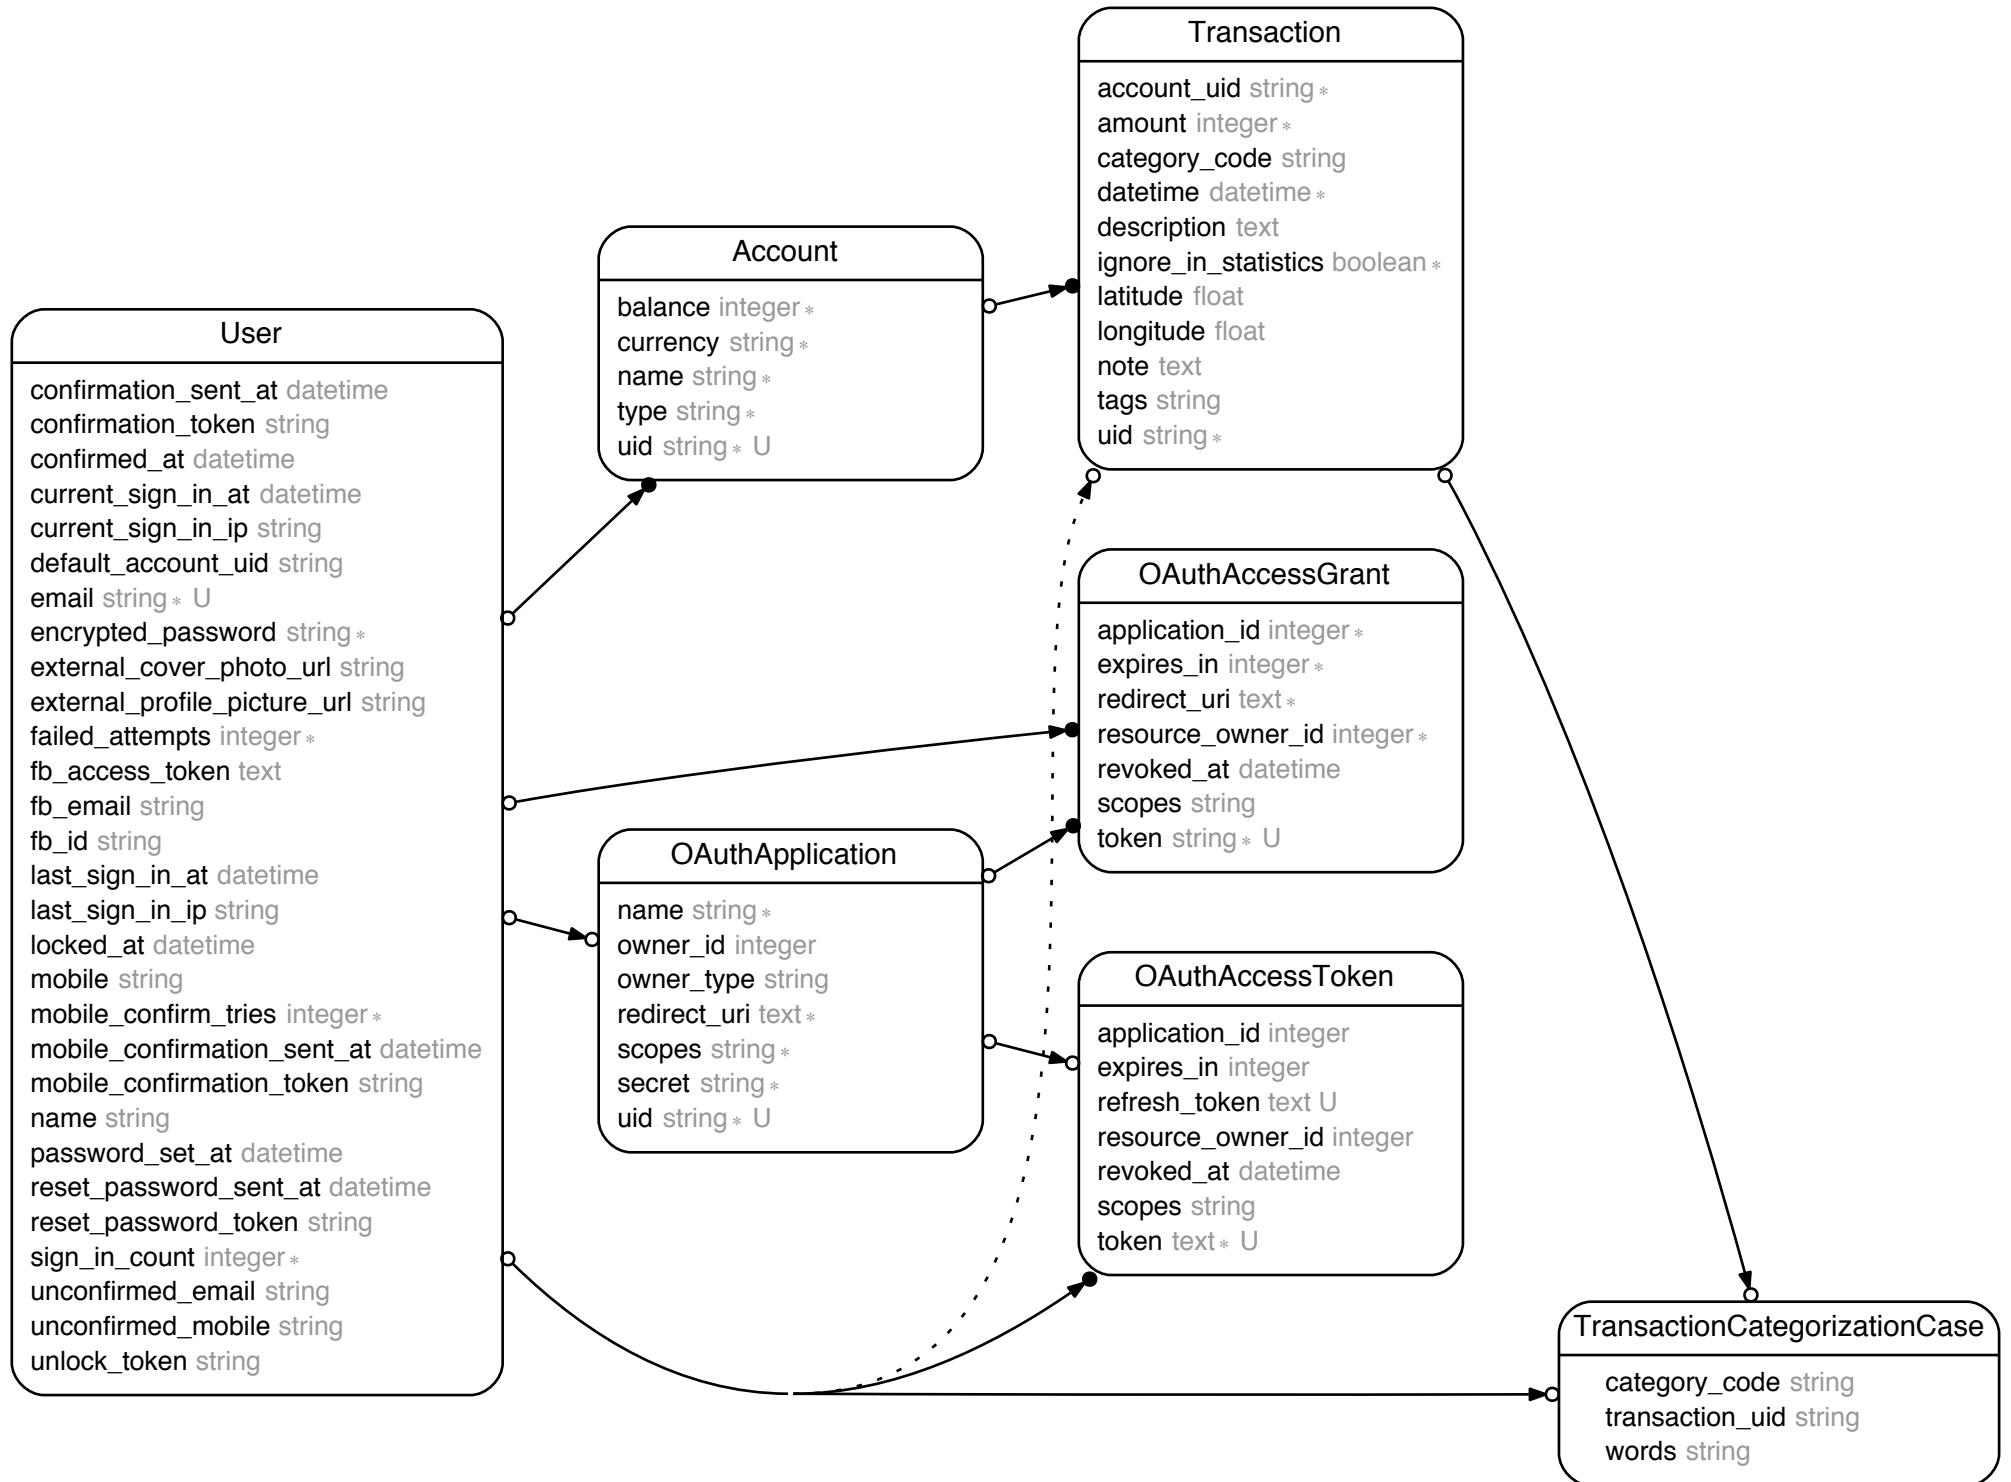 User
confirmation_sent_at datetime
confirmation_token string
confirmed_at datetime
current_sign_in_at datetime
current_sign_in_ip string
default_account_uid string
email string* U
encrypted_password string*
external_cover_photo_url string
external_profile_picture_url string
failed_attempts integer*
fb_access_token text
fb_email string
fb_id string
last_sign_in_at datetime
last_sign_in_ip string
locked_at datetime
mobile string
mobile_confirm_tries integer*
mobile_confirmation_sent_at datetime
mobile_confirmation_token string
name string
password_set_at datetime
reset_password_sent_at datetime
reset_password_token string
sign_in_count integer*
unconfirmed_email string
unconfirmed_mobile string
unlock_token string
Account
balance integer*
currency string*
name string*
type string*
uid string* U
OAuthApplication
name string*
owner_id integer
owner_type string
redirect_uri text*
scopes string*
secret string*
uid string* U
Transaction
account_uid string*
amount integer*
category_code string
datetime datetime*
description text
ignore_in_statistics boolean*
latitude float
longitude float
note text
tags string
uid string*
OAuthAccessGrant
application_id integer*
expires_in integer*
redirect_uri text*
resource_owner_id integer*
revoked_at datetime
scopes string
token string* U
OAuthAccessToken
application_id integer
expires_in integer
refresh_token text U
resource_owner_id integer
revoked_at datetime
scopes string
token text* U
TransactionCategorizationCase
category_code string
transaction_uid string
words string